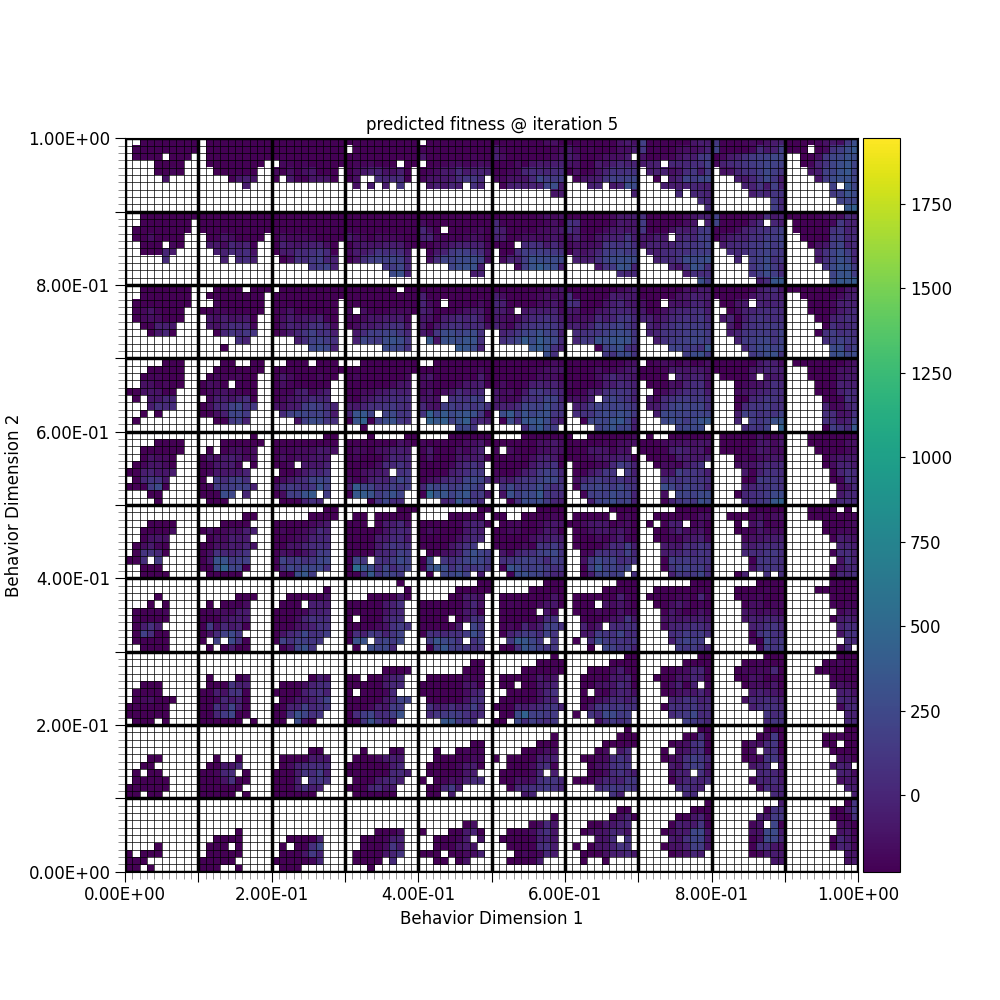 predicted fitness @ iteration 5
1.00E+00
8.00E-01
6.00E-01
4.00E-01
2.00E-01
0.00E+00
Behavior Dimension 2
0.00E+00 2.00E-01 4.00E-01 6.00E-01 8.00E-01 1.00E+00
Behavior Dimension 1
1750
1500
1250
1000
750
500
250
0